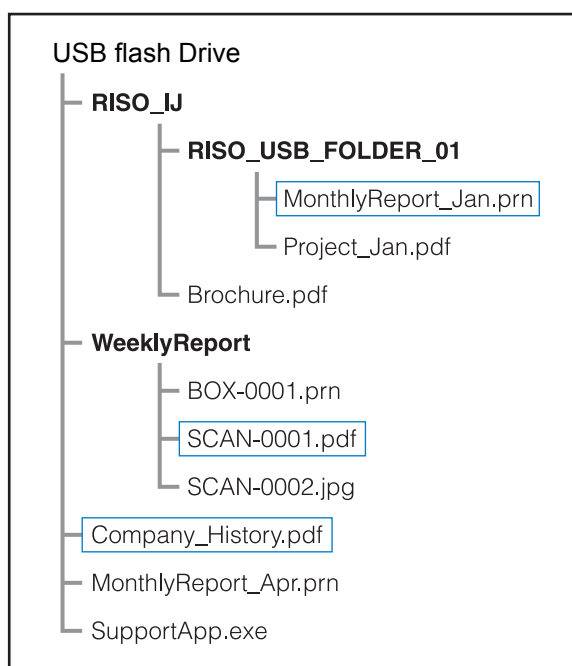 USB flash Drive
RISO_IJ
RISO_USB_FOLDER_01
MonthlyReport_Jan.prn
Project_Jan.pdf
Brochure.pdf
WeeklyReport
BOX-0001.prn
SCAN-0001.pdf
SCAN-0002.jpg
Company_History.pdf
MonthlyReport_Apr.prn
SupportApp.exe